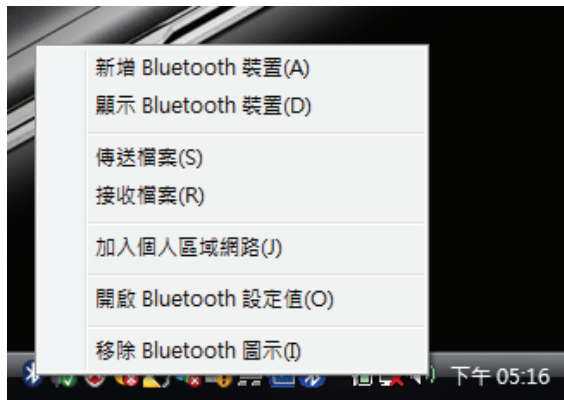 新增 Bluetooth 裝置(A)
顯示 Bluetooth 裝置(D)
傳送檔案(S)
接收檔案(R)
加入個人區域網路(J)
開啟 Bluetooth 設定值(O)
移除 Bluetooth 圖示(I)
下午 05:16